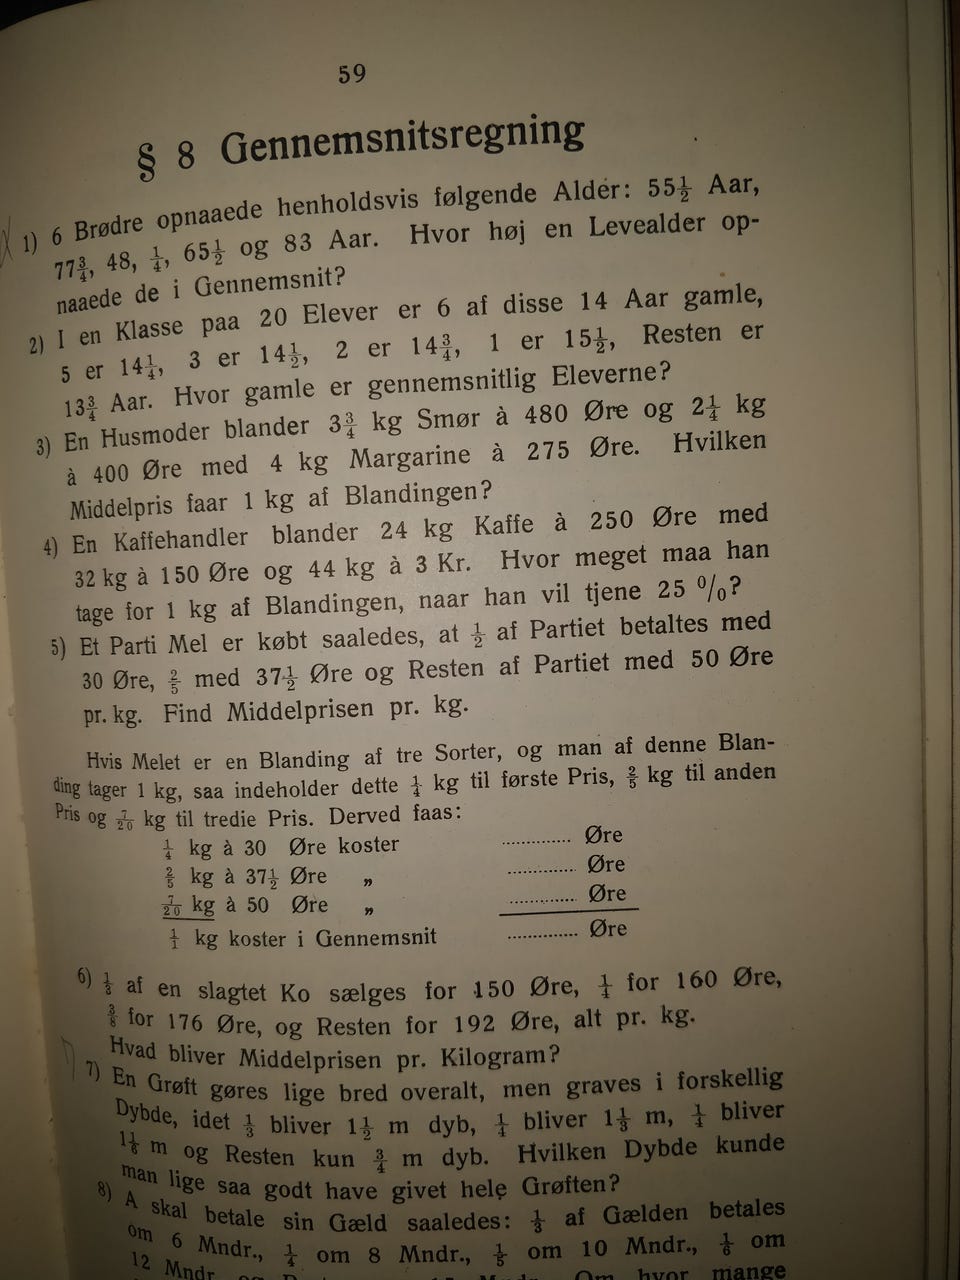 59
§ 8 Gennemsnitsregning
1) 6 Brødre opnaaede henholdsvis følgende Alder: 55½ Aar,
77¾, 48, ¼, 65½ og 83 Aar. Hvor høj en Levealder op-
naaede de i Gennemsnit?
2) I en Klasse paa 20 Elever er 6 af disse 14 Aar gamle,
5 er 14¼, 3 er 14½, 2 er 14¾, 1 er 15½, Resten er
13¾ Aar. Hvor gamle er gennemsnitlig Eleverne?
3) En Husmoder blander 3¾ kg Smør à 480 Øre og 2¼ kg
à 400 Øre med 4 kg Margarine à 275 Øre. Hvilken
Middelpris faar 1 kg af Blandingen?
4) En Kaffehandler blander 24 kg Kaffe à 250 Øre med
32 kg à 150 Øre og 44 kg à 3 Kr. Hvor meget maa han
tage for 1 kg af Blandingen, naar han vil tjene 25 %?
5) Et Parti Mel er købt saaledes, at ¼ af Partiet betaltes med
30 Øre, ⅖ med 37½ Øre og Resten af Partiet med 50 Øre
pr. kg. Find Middelprisen pr. kg.
Hvis Melet er en Blanding af tre Sorter, og man af denne Blan-
ding tager 1 kg, saa indeholder dette ¼ kg til første Pris, ⅖ kg til anden
Pris og 7/20 kg til tredie Pris. Derved faas:
¼ kg à 30 Øre koster .............. Øre
⅖ kg à 37½ Øre „ .............. Øre
7/20 kg à 50 Øre „ .............. Øre
1/1 kg koster i Gennemsnit .............. Øre
6) ⅛ af en slagtet Ko sælges for 150 Øre, ¼ for 160 Øre,
⅜ for 176 Øre, og Resten for 192 Øre, alt pr. kg.
Hvad bliver Middelprisen pr. Kilogram?
7) En Grøft gøres lige bred overalt, men graves i forskellig
Dybde, idet ⅓ bliver 1½ m dyb, ¼ bliver 1⅓ m, ¼ bliver
1⅛ m og Resten kun ¾ m dyb. Hvilken Dybde kunde
man lige saa godt have givet hele Grøften?
8) A skal betale sin Gæld saaledes: ⅓ af Gælden betales
om 6 Mndr., ¼ om 8 Mndr., ⅕ om 10 Mndr., ⅙ om
12 Mndr Om hvor mange